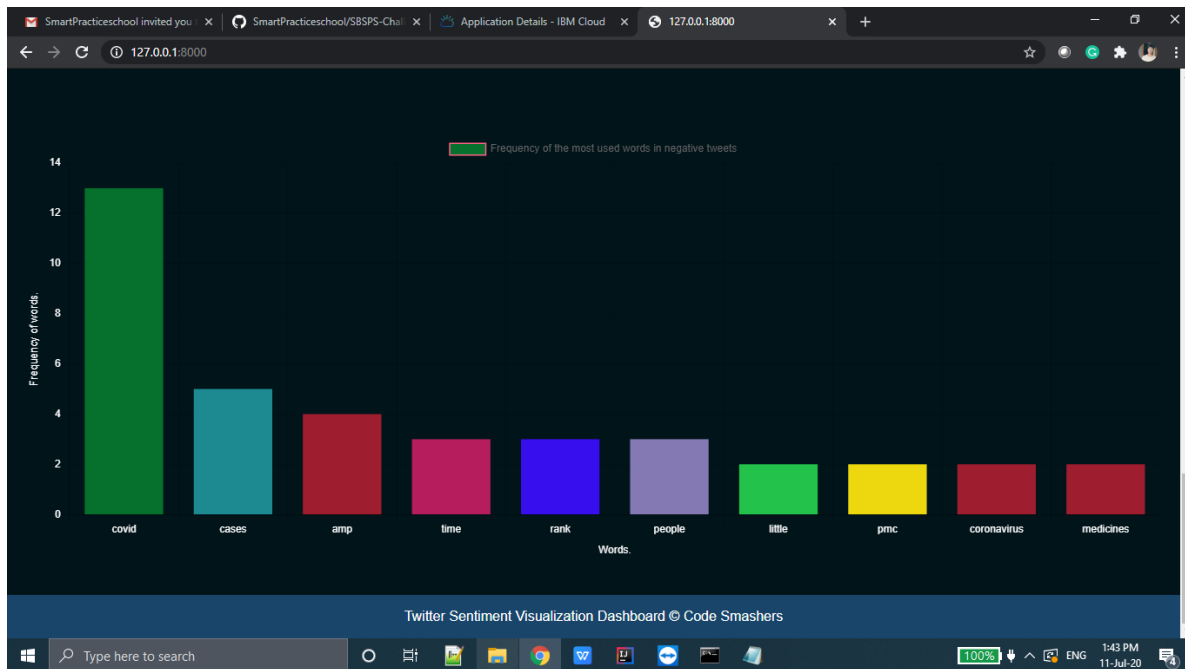 SmartPracticeschool invited you
SmartPracticeschool/SBSPS-Chal
Application Details - IBM Cloud
127.0.0.1:8000
127.0.0.1:8000
Frequency of the most used words in negative tweets
14
12
10
8
6
4
2
0
Frequency of words.
covid cases amp time rank people little pmc coronavirus medicines
Words.
Twitter Sentiment Visualization Dashboard © Code Smashers
Type here to search
100% ENG 1:43 PM
11-Jul-20
4